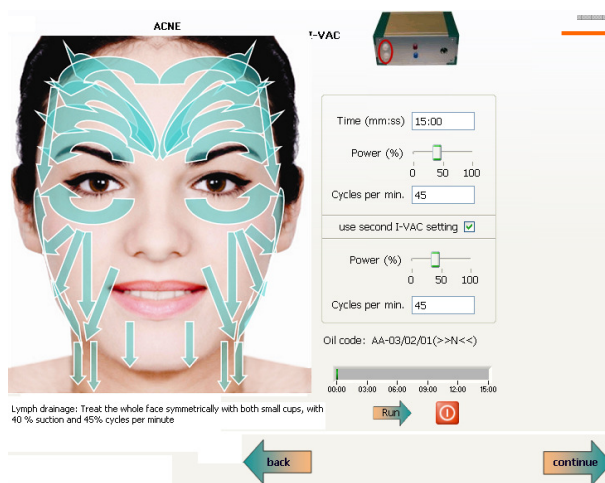 ACNE
I-VAC
Time (mm:ss) 15:00
Power (%)
0 50 100
Cycles per min. 45
use second I-VAC setting
Power (%)
0 50 100
Cycles per min. 45
Oil code: AA-03/02/01(>>N<<)
00:00 03:00 06:00 09:00 12:00 15:00
Lymph drainage: Treat the whole face symmetrically with both small cups, with
40 % suction and 45% cycles per minute
Run
back
continue